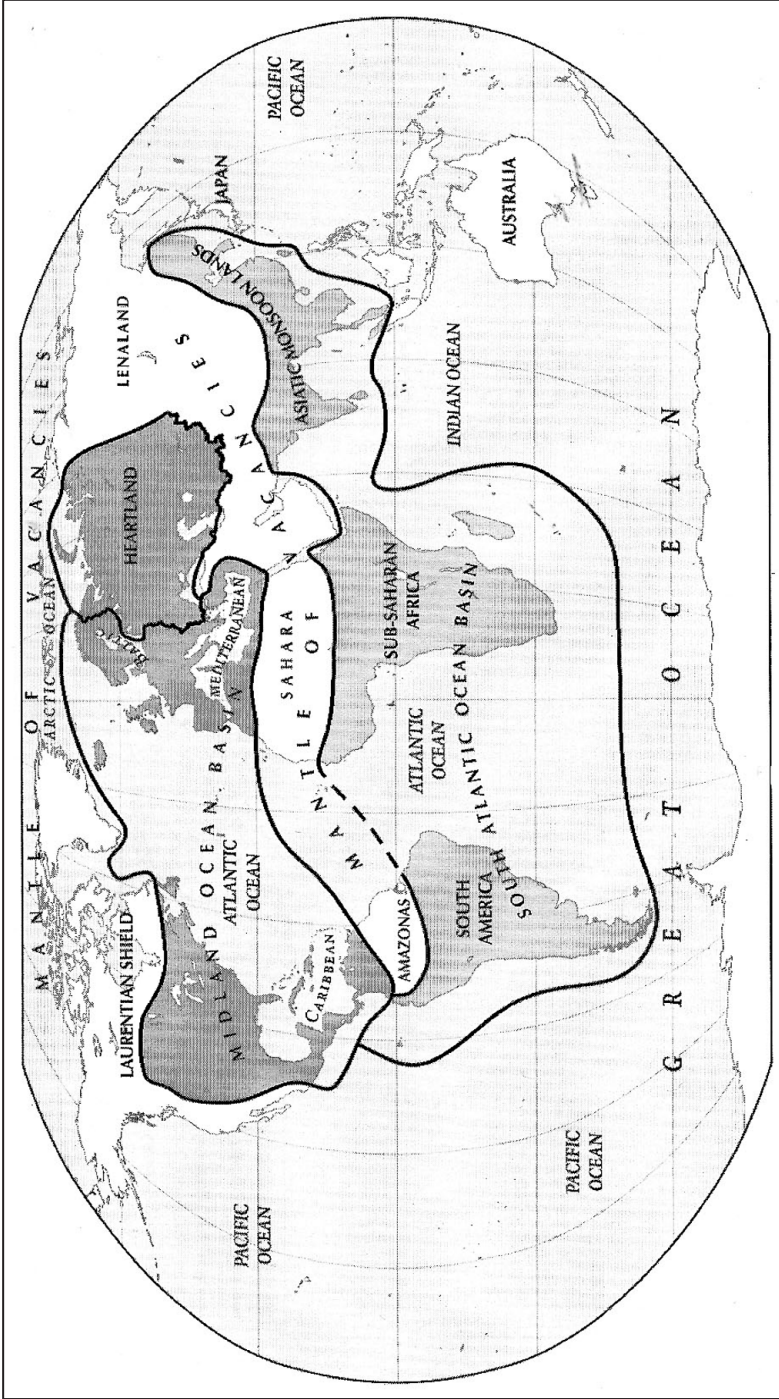 MANTLE OF VACANCIES
ARCTIC OCEAN
LAURENTIAN SHIELD
HEARTLAND
LENALAND
BALTIC
MIDLAND OCEAN BASIN
ATLANTIC
OCEAN
MEDITERRANEAN
JAPAN
PACIFIC
OCEAN
PACIFIC
OCEAN
CARIBBEAN
SAHARA
MANTLE OF VACANCIES
ASIATIC MONSOON LANDS
AMAZONAS
SOUTH
AMERICA
ATLANTIC
OCEAN
SUB-SAHARAN
AFRICA
SOUTH ATLANTIC OCEAN BASIN
INDIAN OCEAN
AUSTRALIA
PACIFIC
OCEAN
GREAT OCEAN